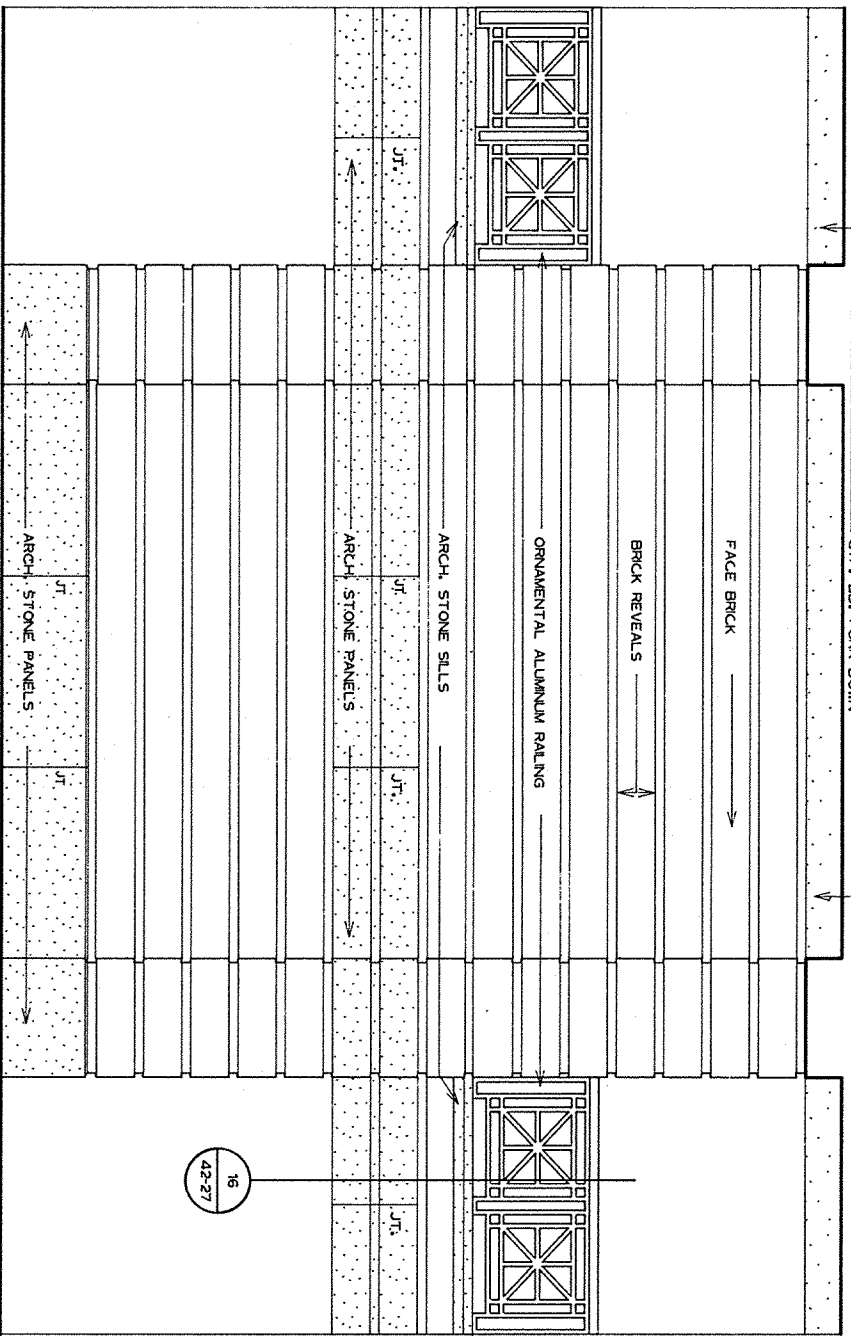 FACE BRICK
BRICK REVEALS
ORNAMENTAL ALUMINUM RAILING
ARCH. STONE SILLS
JT. JT. JT. JT.
ARCH. STONE PANELS
16
42-27
JT JT
ARCH. STONE PANELS